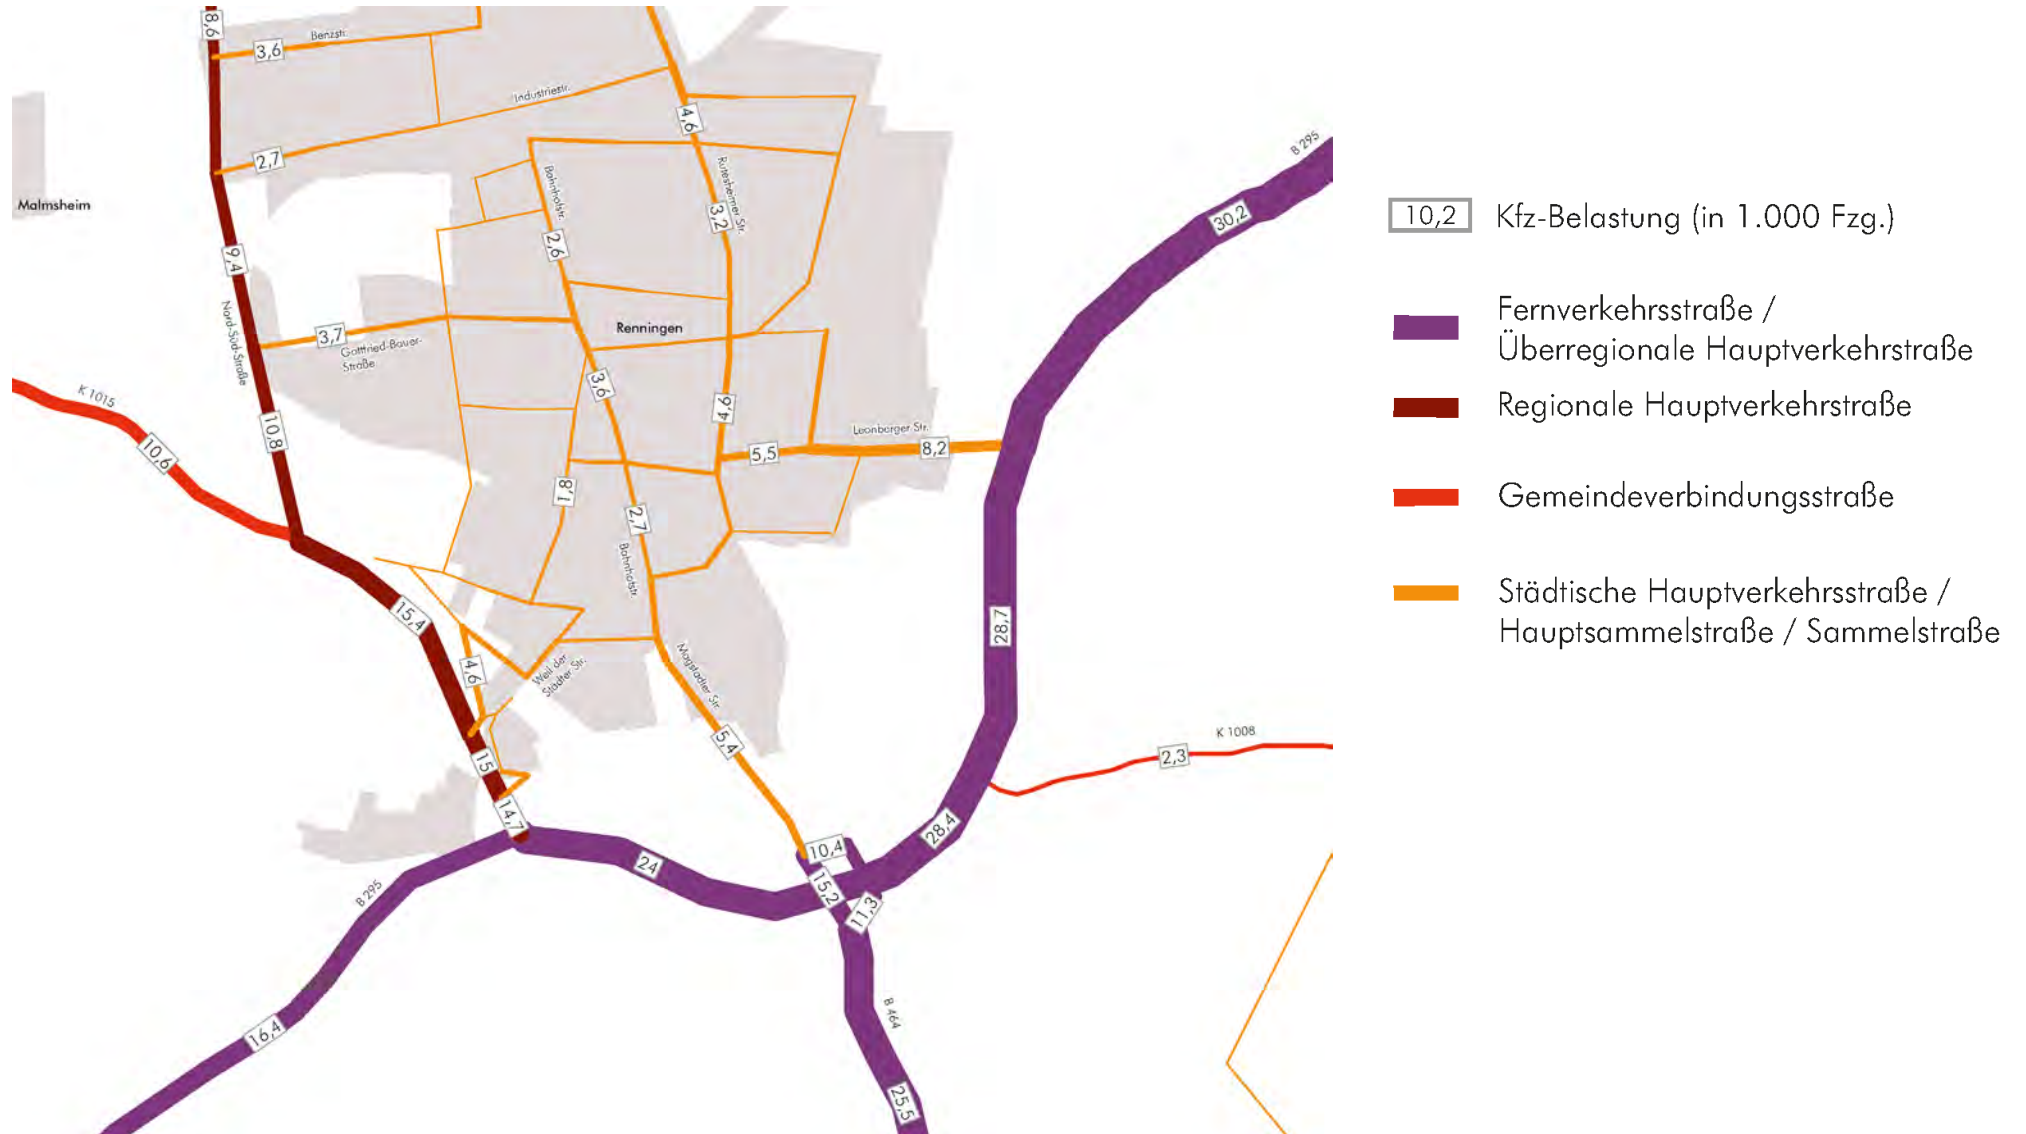 8,6
3,6
Benzstr.
Industriestr.
2,7
4,6
B 295
Malmsheim
Bahnhofstr.
Rutesheimer Str.
3,2
30,2
9,4
2,6
Nord-Süd-Straße
3,7
Gottfried-Bauer-
Straße
Renningen
K 1015
3,6
4,6
10,8
10,6
5,5
Leonberger Str.
8,2
1,8
2,7
Bahnhofstr.
15,4
28,7
4,6
Weil der
Städter Str.
Magstadter Str.
5,4
K 1008
2,3
15
14,7
10,4
28,4
24
15,2
11,3
B 295
B 464
16,4
25,5
10,2 Kfz-Belastung (in 1.000 Fzg.)
Fernverkehrsstraße /
Überregionale Hauptverkehrstraße
Regionale Hauptverkehrstraße
Gemeindeverbindungsstraße
Städtische Hauptverkehrsstraße /
Hauptsammelstraße / Sammelstraße